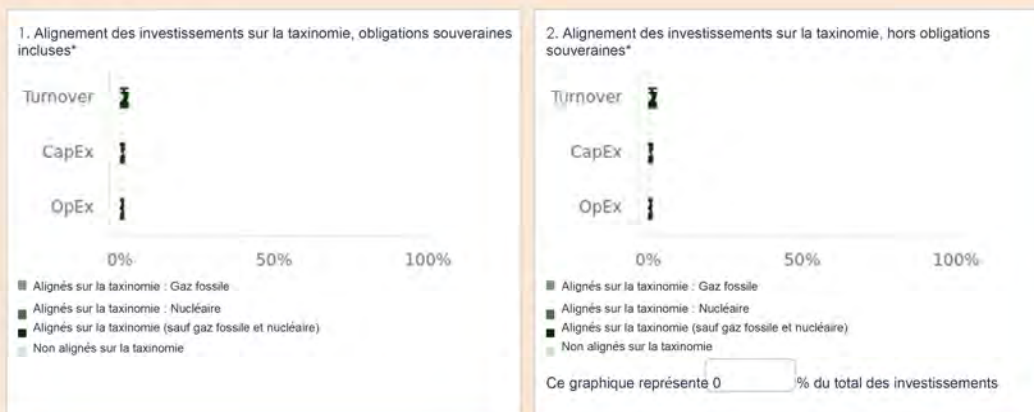 1. Alignement des investissements sur la taxinomie, obligations souveraines
incluses*
Turnover
CapEx
OpEx
0% 50% 100%
Alignés sur la taxinomie : Gaz fossile
Alignés sur la taxinomie : Nucléaire
Alignés sur la taxinomie (sauf gaz fossile et nucléaire)
Non alignés sur la taxinomie
2. Alignement des investissements sur la taxinomie, hors obligations
souveraines*
Turnover
CapEx
OpEx
0% 50% 100%
Alignés sur la taxinomie : Gaz fossile
Alignés sur la taxinomie : Nucléaire
Alignés sur la taxinomie (sauf gaz fossile et nucléaire)
Non alignés sur la taxinomie
Ce graphique représente 0 % du total des investissements